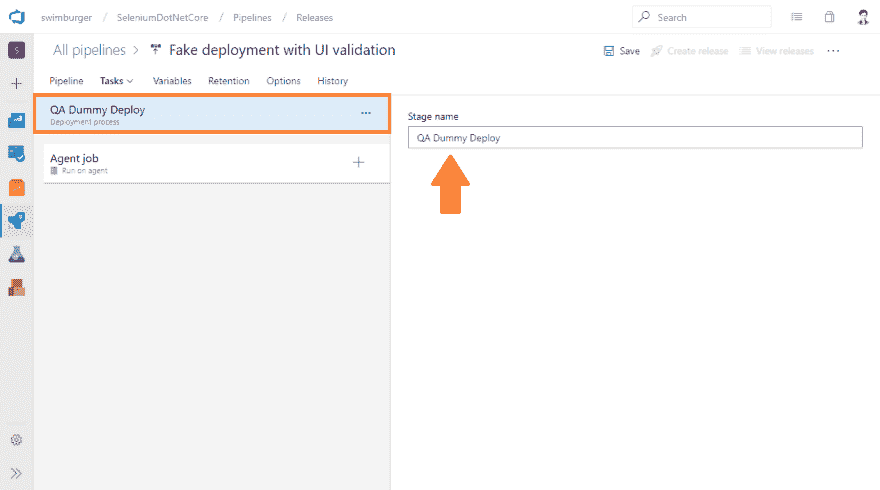 swimburger / SeleniumDotNetCore / Pipelines / Releases
Search
S
All pipelines > Fake deployment with UI validation
Save
Create release
View releases
...
Pipeline Tasks Variables Retention Options History
QA Dummy Deploy
Deployment process
...
Stage name
QA Dummy Deploy
Agent job
Run on agent